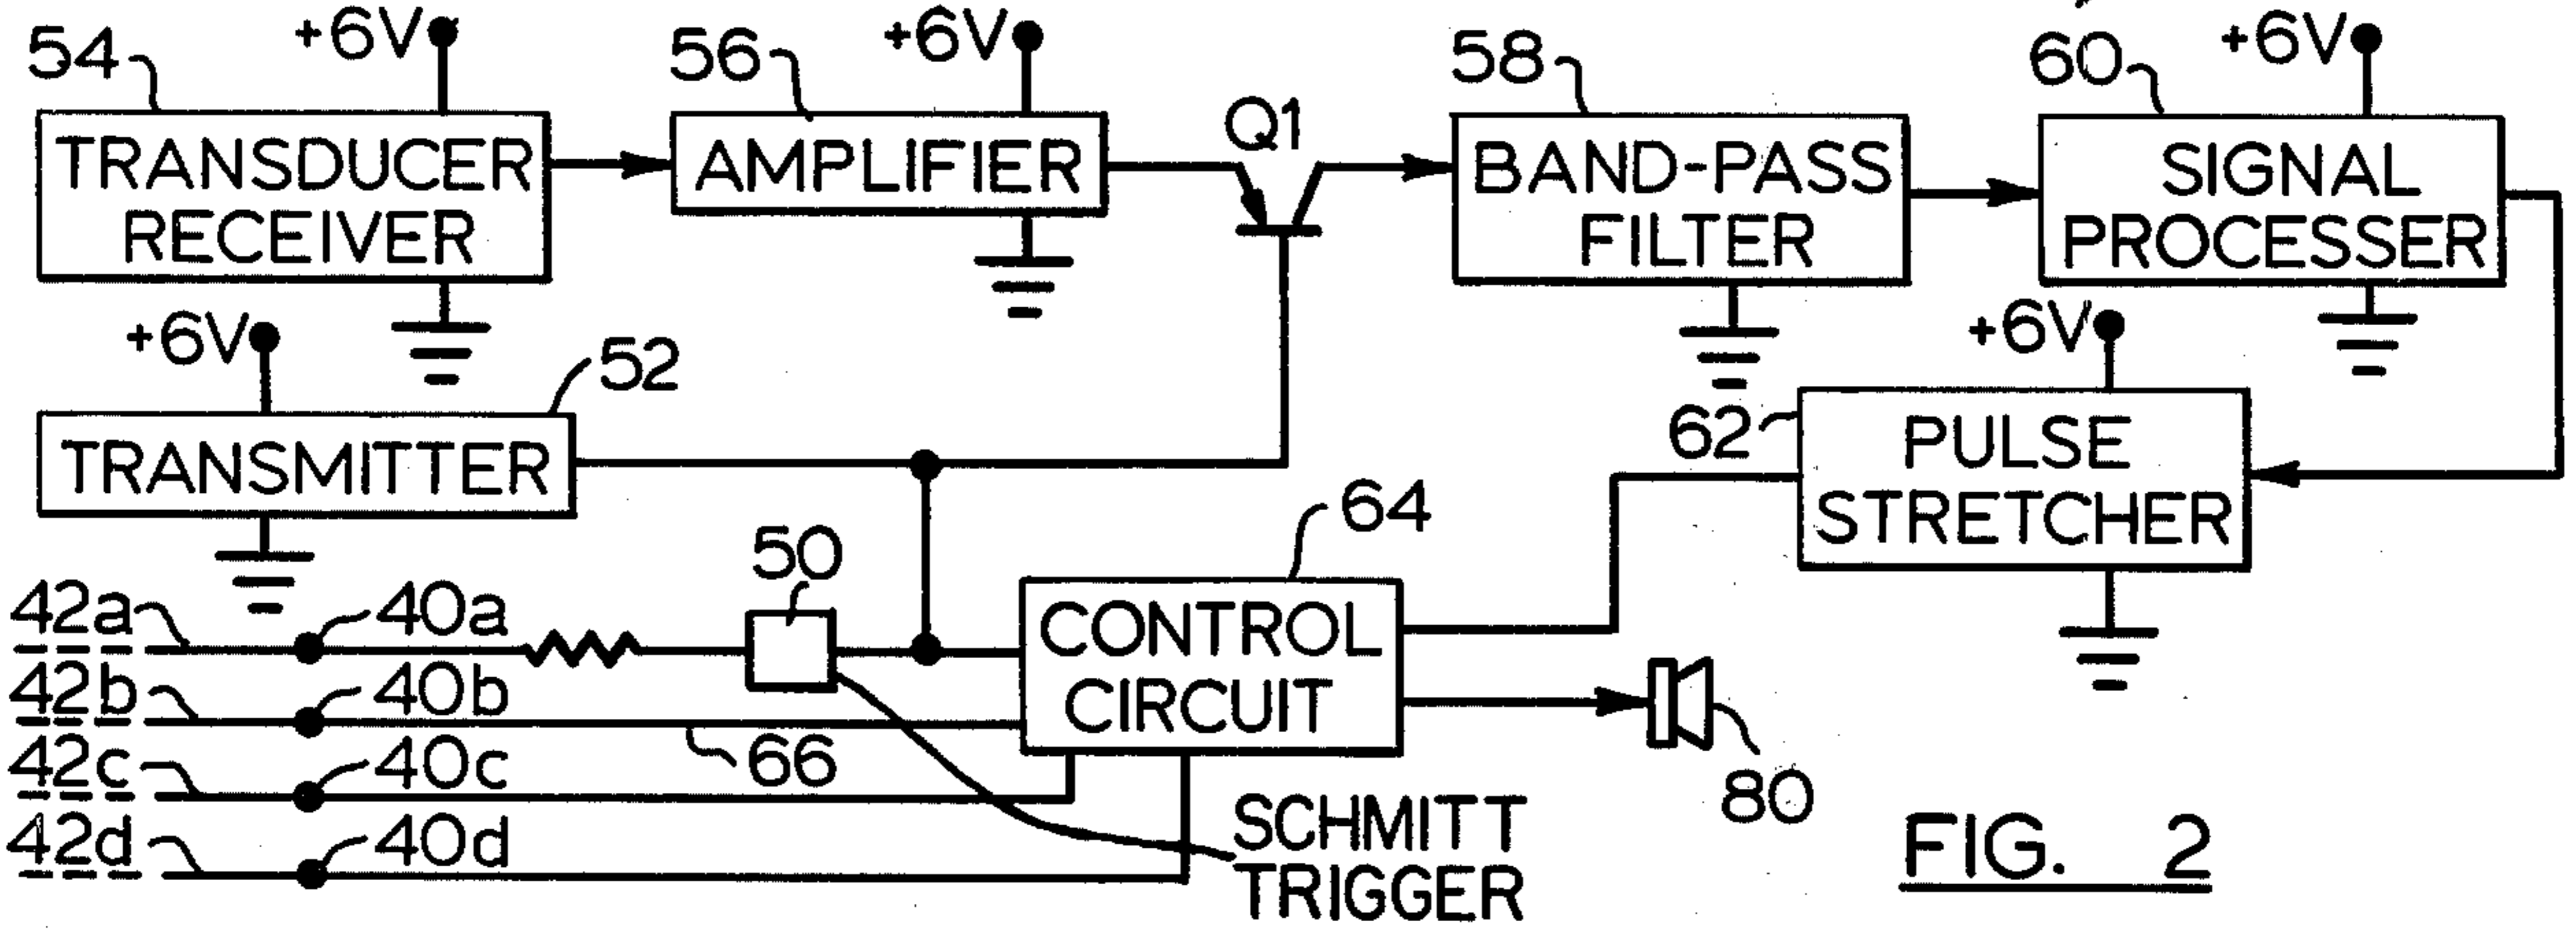 54
+6V
56
+6V
Q1
58
60
+6V
TRANSDUCER
RECEIVER
AMPLIFIER
BAND-PASS
FILTER
SIGNAL
PROCESSER
+6V
52
TRANSMITTER
+6V
62
PULSE
STRETCHER
50
64
CONTROL
CIRCUIT
42a
40a
42b
40b
66
42c
40c
42d
40d
80
SCHMITT
TRIGGER
FIG. 2